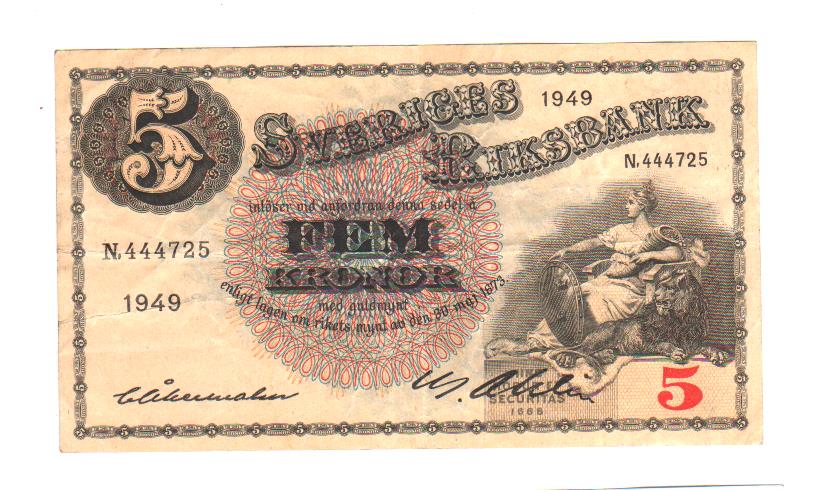 5
SVERIGES
1949
RIKSBANK
N.444725
inlöser vid anfordran denna sedel å
FEM
N.444725
KRONOR
1949
med guldmynt
enligt lagen om rikets mynt av den 30 maj 1873.
5
SECURITAS
1668